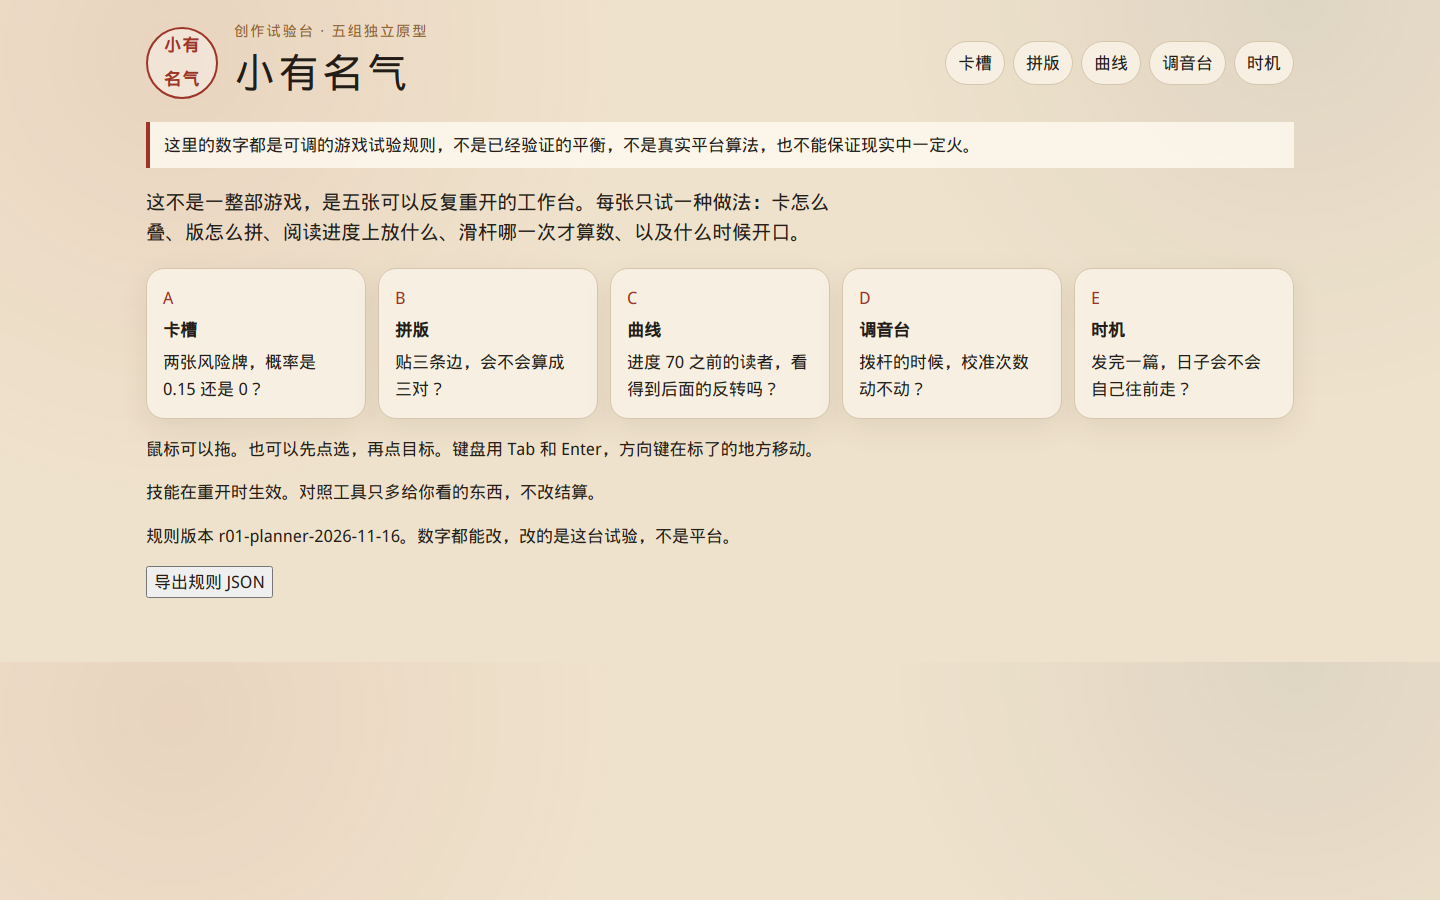 小有
名气
创作试验台 · 五组独立原型
小有名气
卡槽
拼版
曲线
调音台
时机
这里的数字都是可调的游戏试验规则，不是已经验证的平衡，不是真实平台算法，也不能保证现实中一定火。
这不是一整部游戏，是五张可以反复重开的工作台。每张只试一种做法：卡怎么
叠、版怎么拼、阅读进度上放什么、滑杆哪一次才算数、以及什么时候开口。
A
卡槽
两张风险牌，概率是
0.15 还是 0？
B
拼版
贴三条边，会不会算成
三对？
C
曲线
进度 70 之前的读者，看
得到后面的反转吗？
D
调音台
拨杆的时候，校准次数
动不动？
E
时机
发完一篇，日子会不会
自己往前走？
鼠标可以拖。也可以先点选，再点目标。键盘用 Tab 和 Enter，方向键在标了的地方移动。
技能在重开时生效。对照工具只多给你看的东西，不改结算。
规则版本 r01-planner-2026-11-16。数字都能改，改的是这台试验，不是平台。
导出规则 JSON